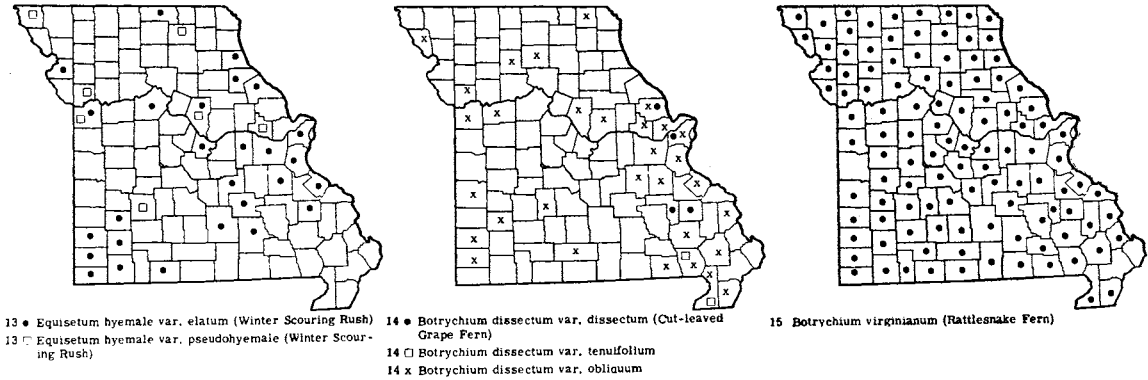 13 ● Equisetum hyemale var. elatum (Winter Scouring Rush)
13 □ Equisetum hyemale var. pseudohyemale (Winter Scour-
ing Rush)
14 ● Botrychium dissectum var. dissectum (Cut-leaved
Grape Fern)
14 □ Botrychium dissectum var. tenuifolium
14 x Botrychium dissectum var. obliquum
15 Botrychium virginianum (Rattlesnake Fern)